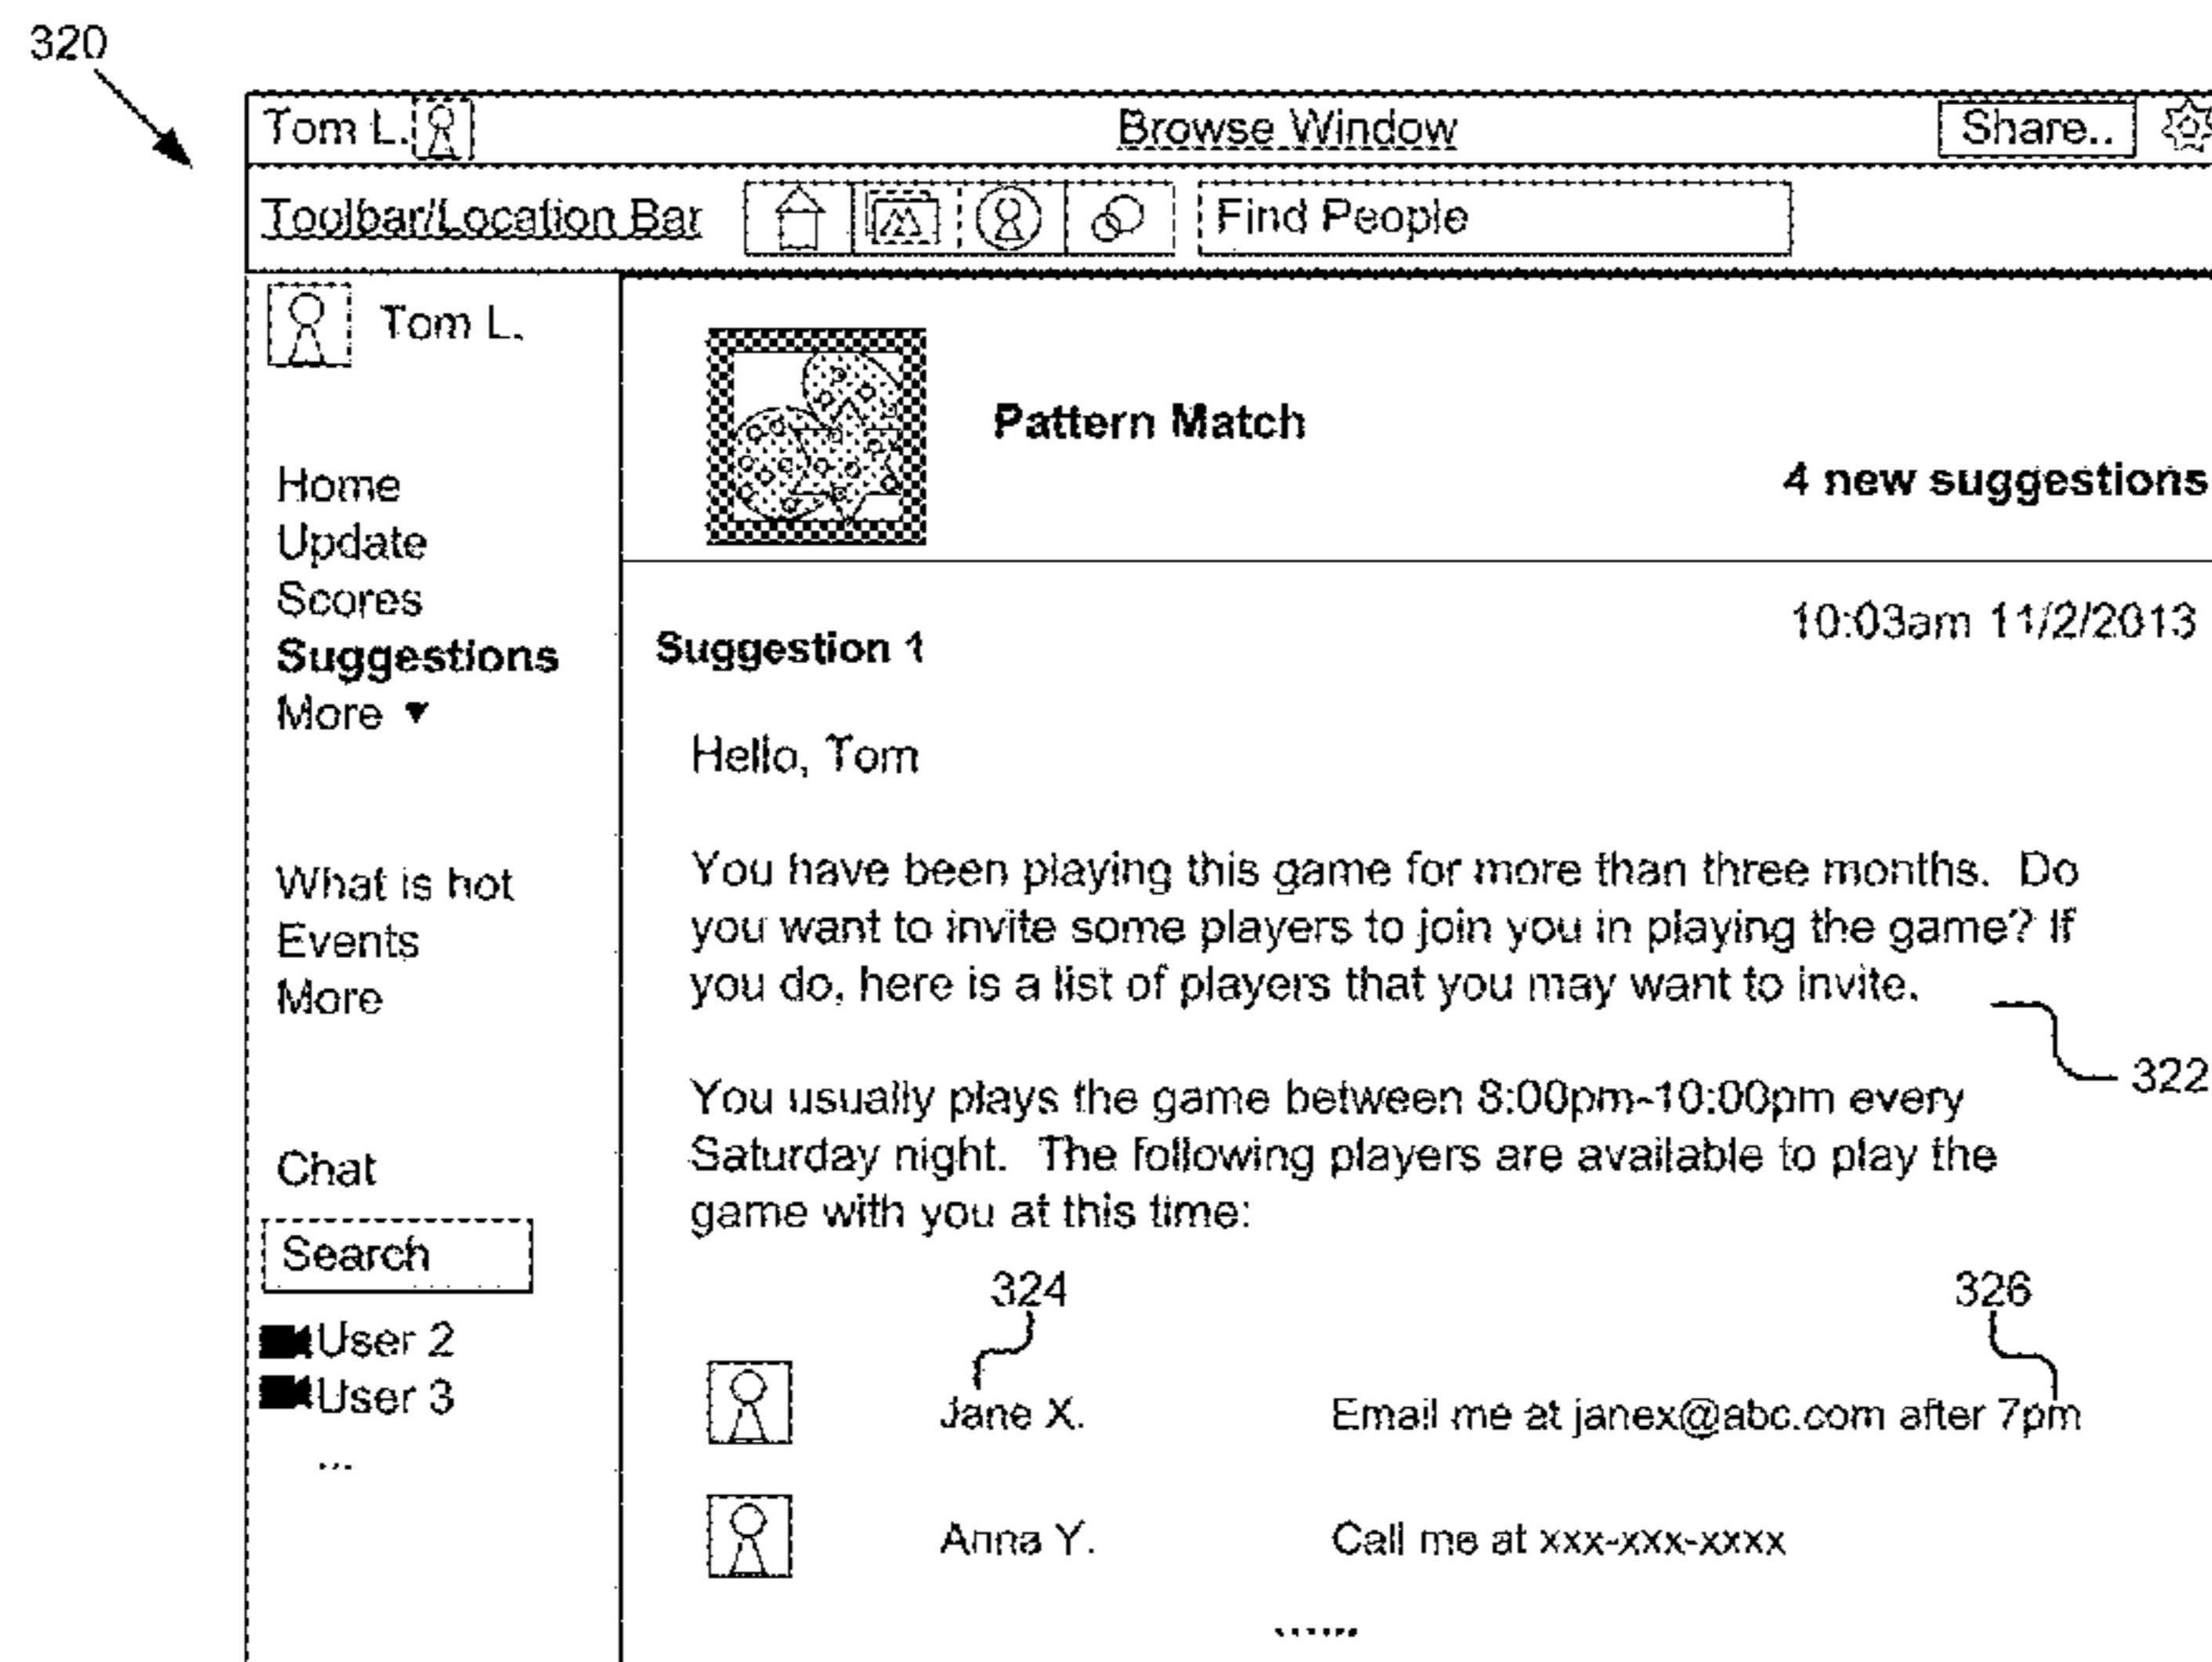 320
Tom L.
Browse Window
Share..
Toolbar/Location Bar
Find People
Tom L.
Home
Update
Scores
Suggestions
More ▼
What is hot
Events
More
Chat
Search
User 2
User 3
...
Pattern Match
4 new suggestions
10:03am 11/2/2013
Suggestion 1
Hello, Tom
You have been playing this game for more than three months. Do
you want to invite some players to join you in playing the game? If
you do, here is a list of players that you may want to invite.
322
You usually plays the game between 8:00pm-10:00pm every
Saturday night. The following players are available to play the
game with you at this time:
324
326
Jane X.
Email me at janex@abc.com after 7pm
Anna Y.
Call me at xxx-xxx-xxxx
......